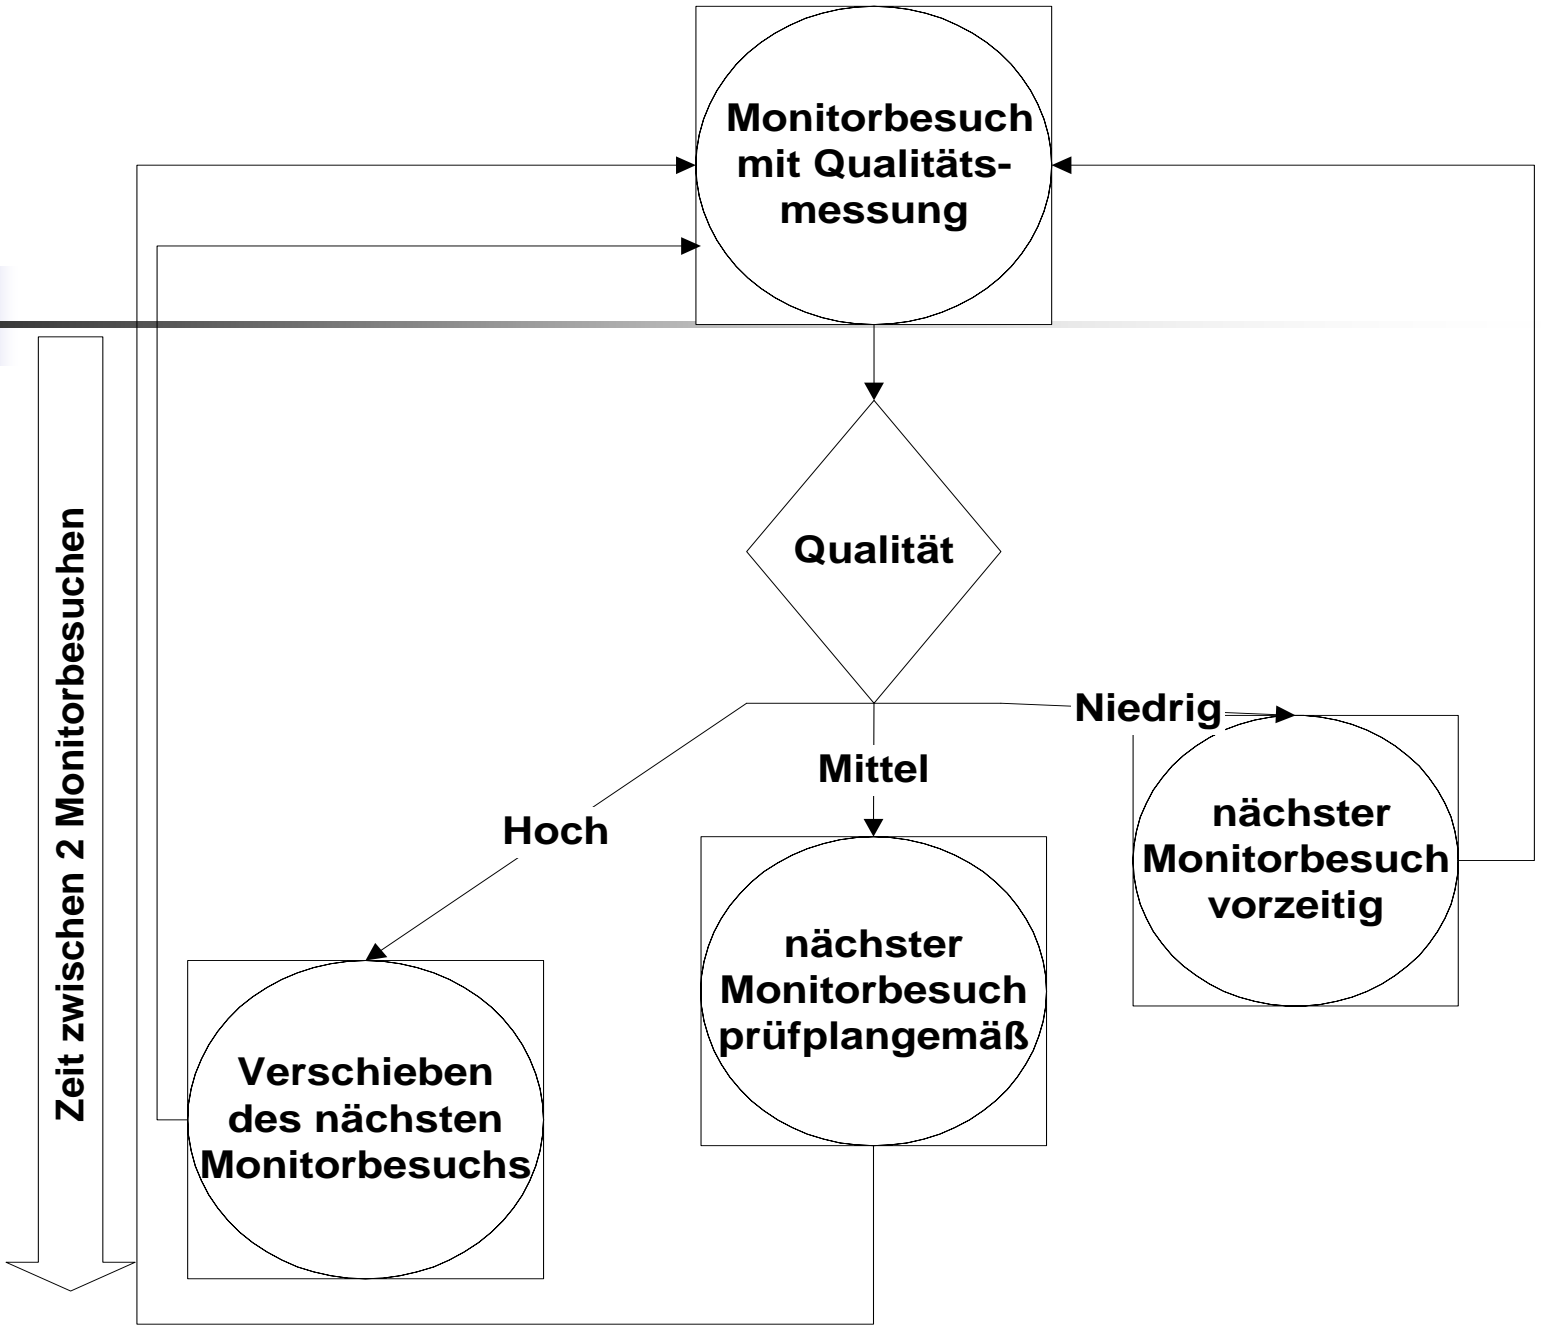 Monitorbesuch
mit Qualitäts-
messung
Qualität
Niedrig
Mittel
Hoch
nächster
Monitorbesuch
vorzeitig
nächster
Monitorbesuch
prüfplangemäß
Verschieben
des nächsten
Monitorbesuchs
Zeit zwischen 2 Monitorbesuchen